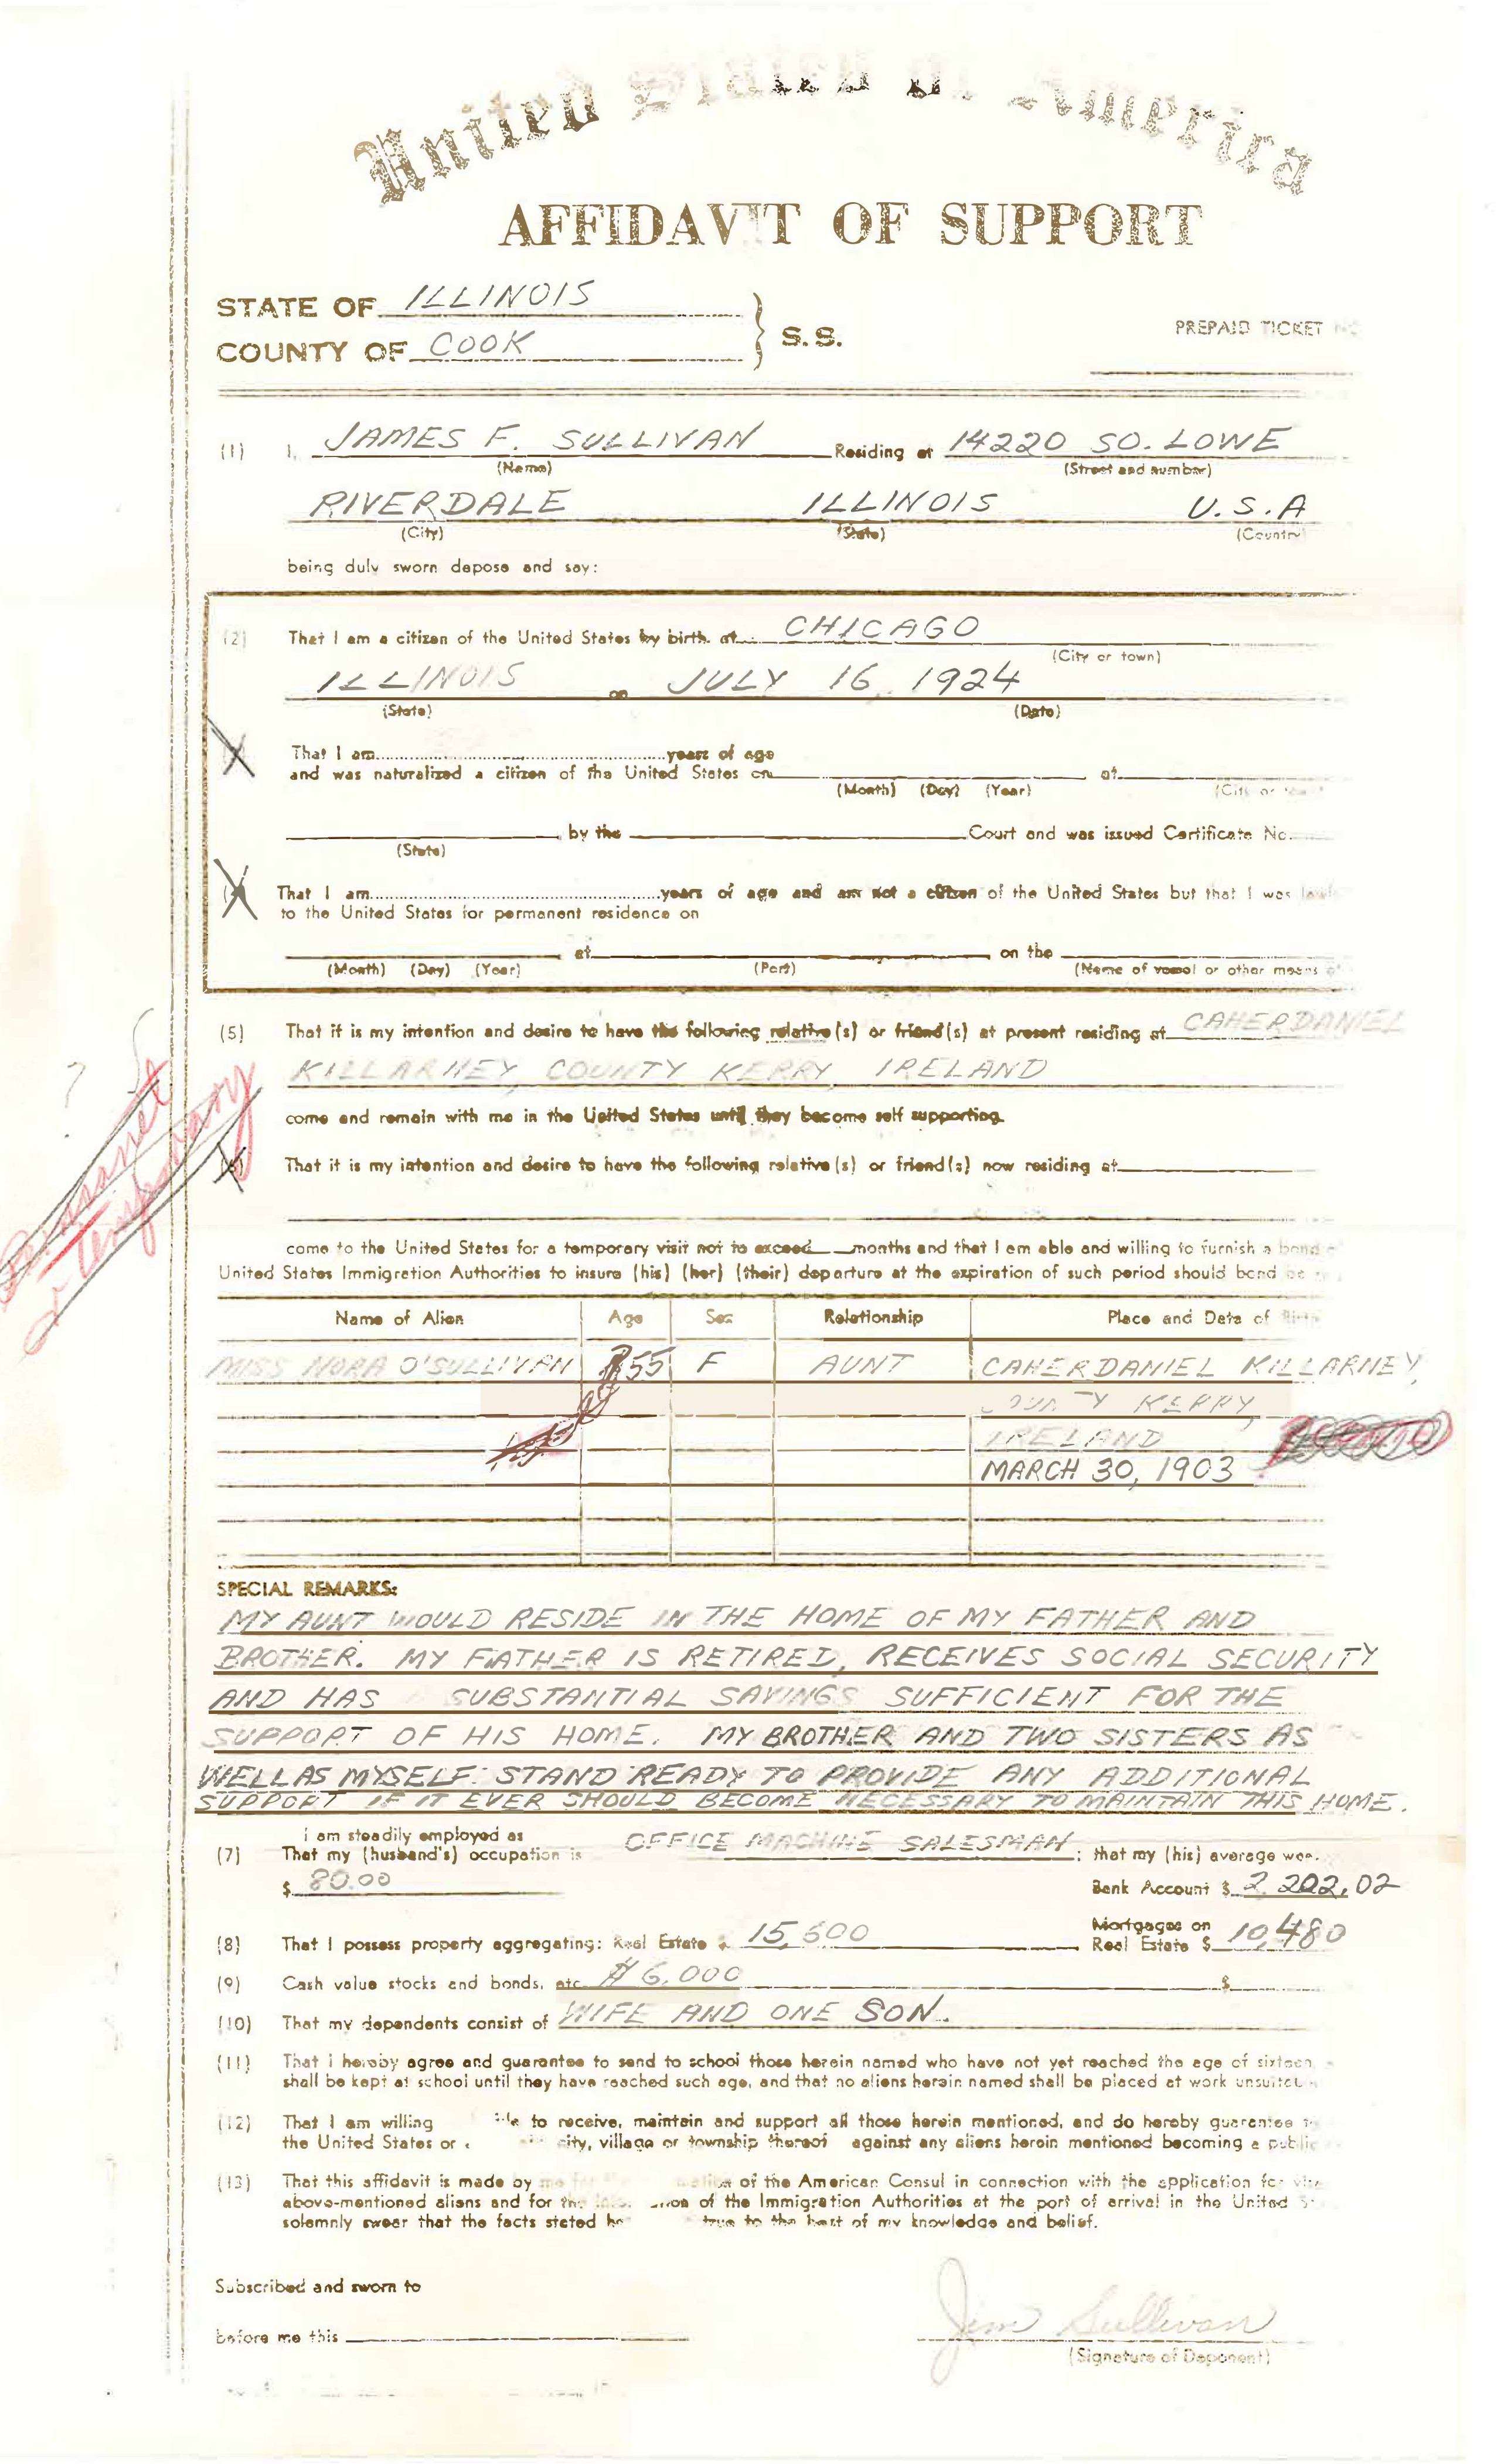 United States of America
AFFIDAVIT OF SUPPORT
STATE OF ILLINOIS
COUNTY OF COOK
} S.S.
PREPAID TICKET NO
(1) I, JAMES F. SULLIVAN Residing at 14220 SO. LOWE
(Name) (Street and number)
RIVERDALE ILLINOIS U.S.A
(City) (State) (Country)
being duly sworn depose and say:
(2) That I am a citizen of the United States by birth. at CHICAGO
(City or town)
ILLINOIS on JULY 16, 1924
(State) (Date)
That I am years of age
and was naturalized a citizen of the United States on at
(Month) (Day) (Year) (City or
by the Court and was issued Certificate No.
(State)
That I am years of age and am not a citizen of the United States but that I was
to the United States for permanent residence on
at on the
(Month) (Day) (Year) (Port) (Name of vessel or other means
(5) That it is my intention and desire to have the following relative(s) or friend(s) at present residing at CAHERDANIEL
KILLARNEY, COUNTY KERRY, IRELAND
?
come and remain with me in the United States until they become self supporting.
temporary
That it is my intention and desire to have the following relative(s) or friend(s) now residing at
come to the United States for a temporary visit not to exceed months and that I am able and willing to furnish a bond
United States Immigration Authorities to insure (his) (her) (their) departure at the expiration of such period should bond be
Name of Alien Age Sex Relationship Place and Date of Birth
MISS NORA O'SULLIVAN 55 F AUNT CAHERDANIEL KILLARNEY,
COUNTY KERRY,
IRELAND
MARCH 30, 1903
SPECIAL REMARKS:
MY AUNT WOULD RESIDE IN THE HOME OF MY FATHER AND
BROTHER. MY FATHER IS RETIRED, RECEIVES SOCIAL SECURITY
AND HAS SUBSTANTIAL SAVINGS SUFFICIENT FOR THE
SUPPORT OF HIS HOME. MY BROTHER AND TWO SISTERS AS
WELL AS MYSELF STAND READY TO PROVIDE ANY ADDITIONAL
SUPPORT IF IT EVER SHOULD BECOME NECESSARY TO MAINTAIN THIS HOME.
i am steadily employed as
(7) That my (husband's) occupation is OFFICE MACHINE SALESMAN; that my (his) average
$ 80.00 Bank Account $ 2,202.02
(8) That I possess property aggregating: Real Estate $ 15,500 Mortgages on Real Estate $ 10,480
(9) Cash value stocks and bonds, etc. $ 6,000 $
(10) That my dependents consist of WIFE AND ONE SON.
(11) That i hereby agree and guarantee to send to school those herein named who have not yet reached the age of sixteen,
shall be kept at school until they have reached such age, and that no aliens herein named shall be placed at work
(12) That I am willing to receive, maintain and support all those herein mentioned, and do hereby guarantee
the United States or city, village or township thereof against any aliens herein mentioned becoming a public
(13) That this affidavit is made by me for of the American Consul in connection with the application for
above-mentioned aliens and for the of the Immigration Authorities at the port of arrival in the United
solemnly swear that the facts stated true to the best of my knowledge and belief.
Subscribed and sworn to
before me this Jim Sullivan
(Signature of Deponent)